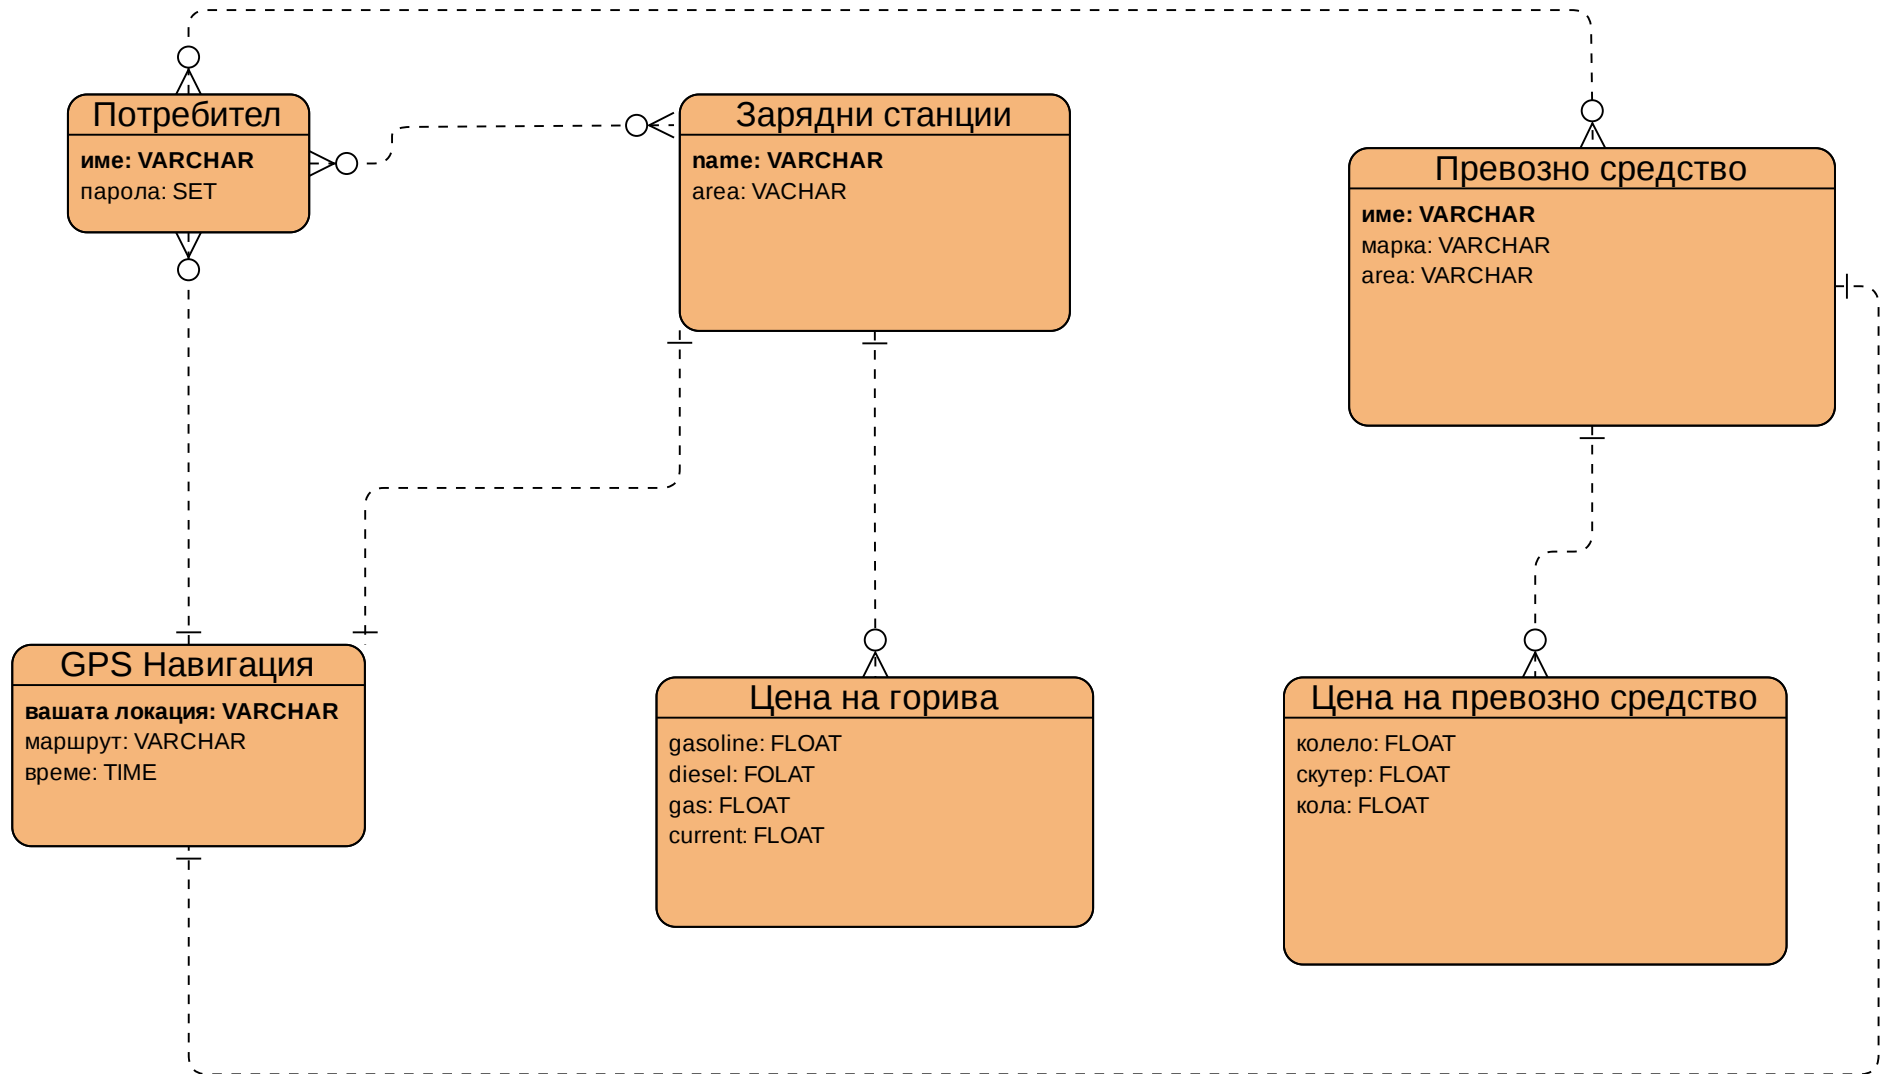 Потребител
име: VARCHAR
парола: SET
Зарядни станции
name: VARCHAR
area: VACHAR
Превозно средство
име: VARCHAR
марка: VARCHAR
area: VARCHAR
GPS Навигация
вашата локация: VARCHAR
маршрут: VARCHAR
време: TIME
Цена на горива
gasoline: FLOAT
diesel: FOLAT
gas: FLOAT
current: FLOAT
Цена на превозно средство
колело: FLOAT
скутер: FLOAT
кола: FLOAT